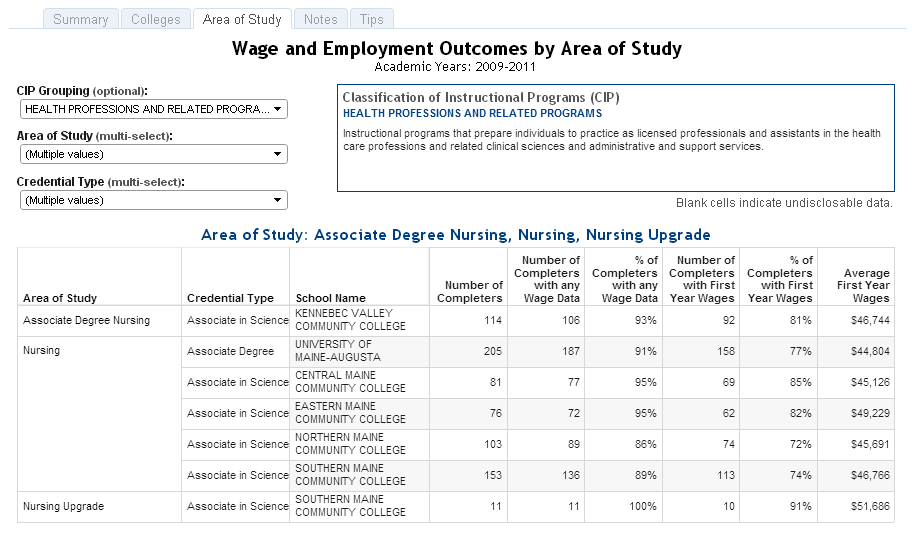 Summary Colleges Area of Study Notes Tips
Wage and Employment Outcomes by Area of Study
Academic Years: 2009-2011
CIP Grouping (optional):
HEALTH PROFESSIONS AND RELATED PROGRA...
Area of Study (multi-select):
(Multiple values)
Credential Type (multi-select):
(Multiple values)
Classification of Instructional Programs (CIP)
HEALTH PROFESSIONS AND RELATED PROGRAMS
Instructional programs that prepare individuals to practice as licensed professionals and assistants in the health
care professions and related clinical sciences and administrative and support services.
Blank cells indicate undisclosable data.
Area of Study: Associate Degree Nursing, Nursing, Nursing Upgrade
Area of Study
Credential Type
School Name
Number of
Completers
Number of
Completers
with any
Wage Data
% of
Completers
with any
Wage Data
Number of
Completers
with First
Year Wages
% of
Completers
with First
Year Wages
Average
First Year
Wages
Associate Degree Nursing
Associate in Science
KENNEBEC VALLEY
COMMUNITY COLLEGE
114 106 93% 92 81% $46,744
Nursing
Associate Degree
UNIVERSITY OF
MAINE-AUGUSTA
205 187 91% 158 77% $44,804
Associate in Science
CENTRAL MAINE
COMMUNITY COLLEGE
81 77 95% 69 85% $45,126
Associate in Science
EASTERN MAINE
COMMUNITY COLLEGE
76 72 95% 62 82% $49,229
Associate in Science
NORTHERN MAINE
COMMUNITY COLLEGE
103 89 86% 74 72% $45,691
Associate in Science
SOUTHERN MAINE
COMMUNITY COLLEGE
153 136 89% 113 74% $46,766
Nursing Upgrade
Associate in Science
SOUTHERN MAINE
COMMUNITY COLLEGE
11 11 100% 10 91% $51,686